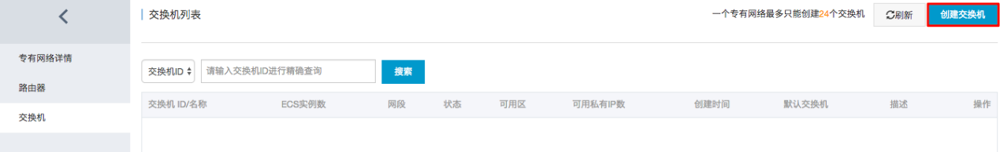 交换机列表
一个专有网络最多只能创建24个交换机 刷新 创建交换机
专有网络详情
路由器
交换机
交换机ID 请输入交换机ID进行精确查询 搜索
交换机 ID/名称 ECS实例数 网段 状态 可用区 可用私有IP数 创建时间 默认交换机 描述 操作